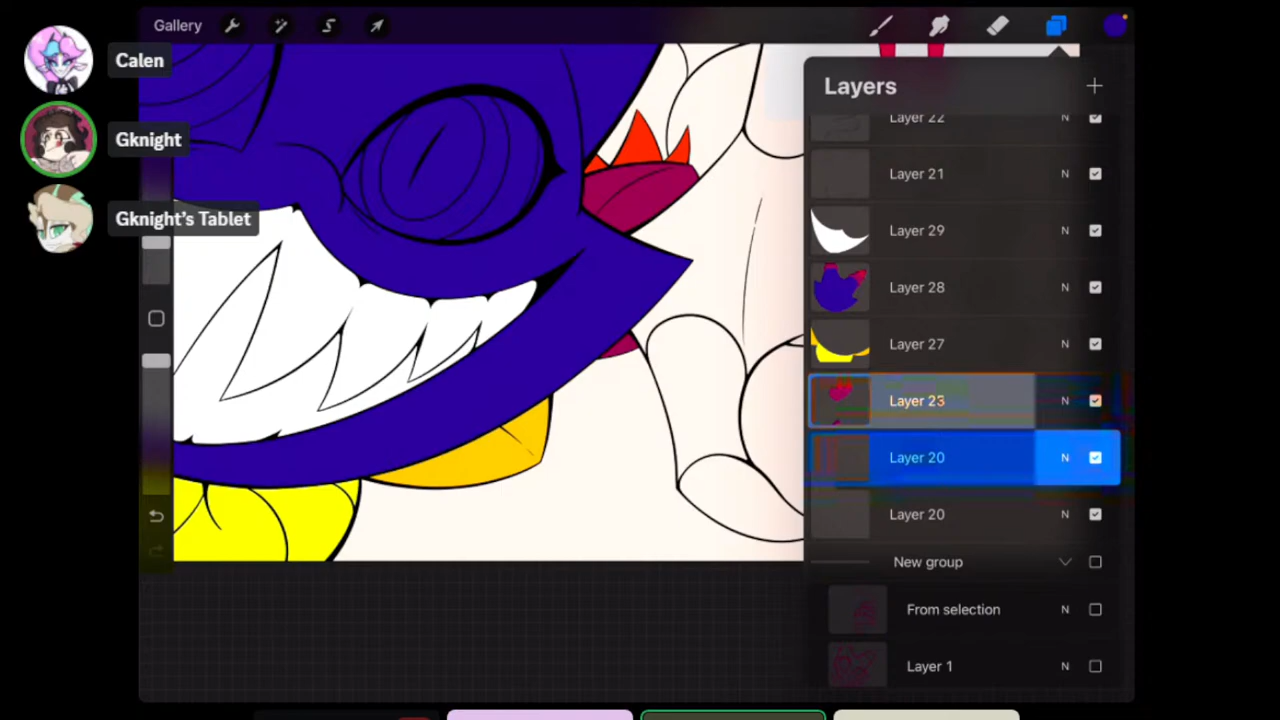 Gallery
Calen
Gknight
Gknight's Tablet
Layers
Layer 22 N
Layer 21 N
Layer 29 N
Layer 28 N
Layer 27 N
Layer 23 N
Layer 20 N
Layer 20 N
New group
From selection N
Layer 1 N